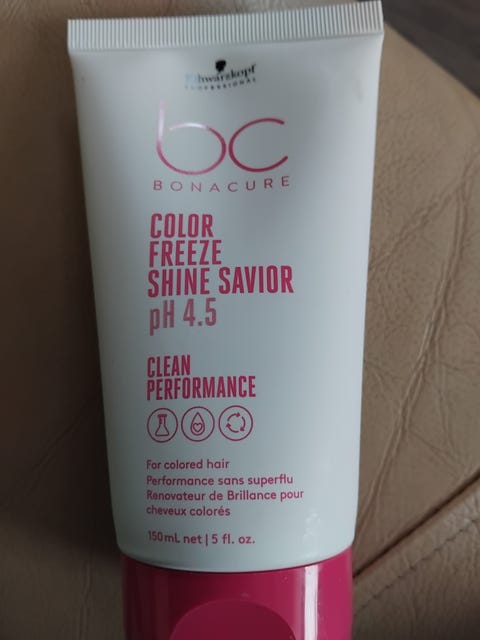 Schwarzkopf
PROFESSIONAL
bc
BONACURE
COLOR
FREEZE
SHINE SAVIOR
pH 4.5
CLEAN
PERFORMANCE
For colored hair
Performance sans superflu
Renovateur de Brillance pour
cheveux colorés
150mL net | 5 fl. oz.